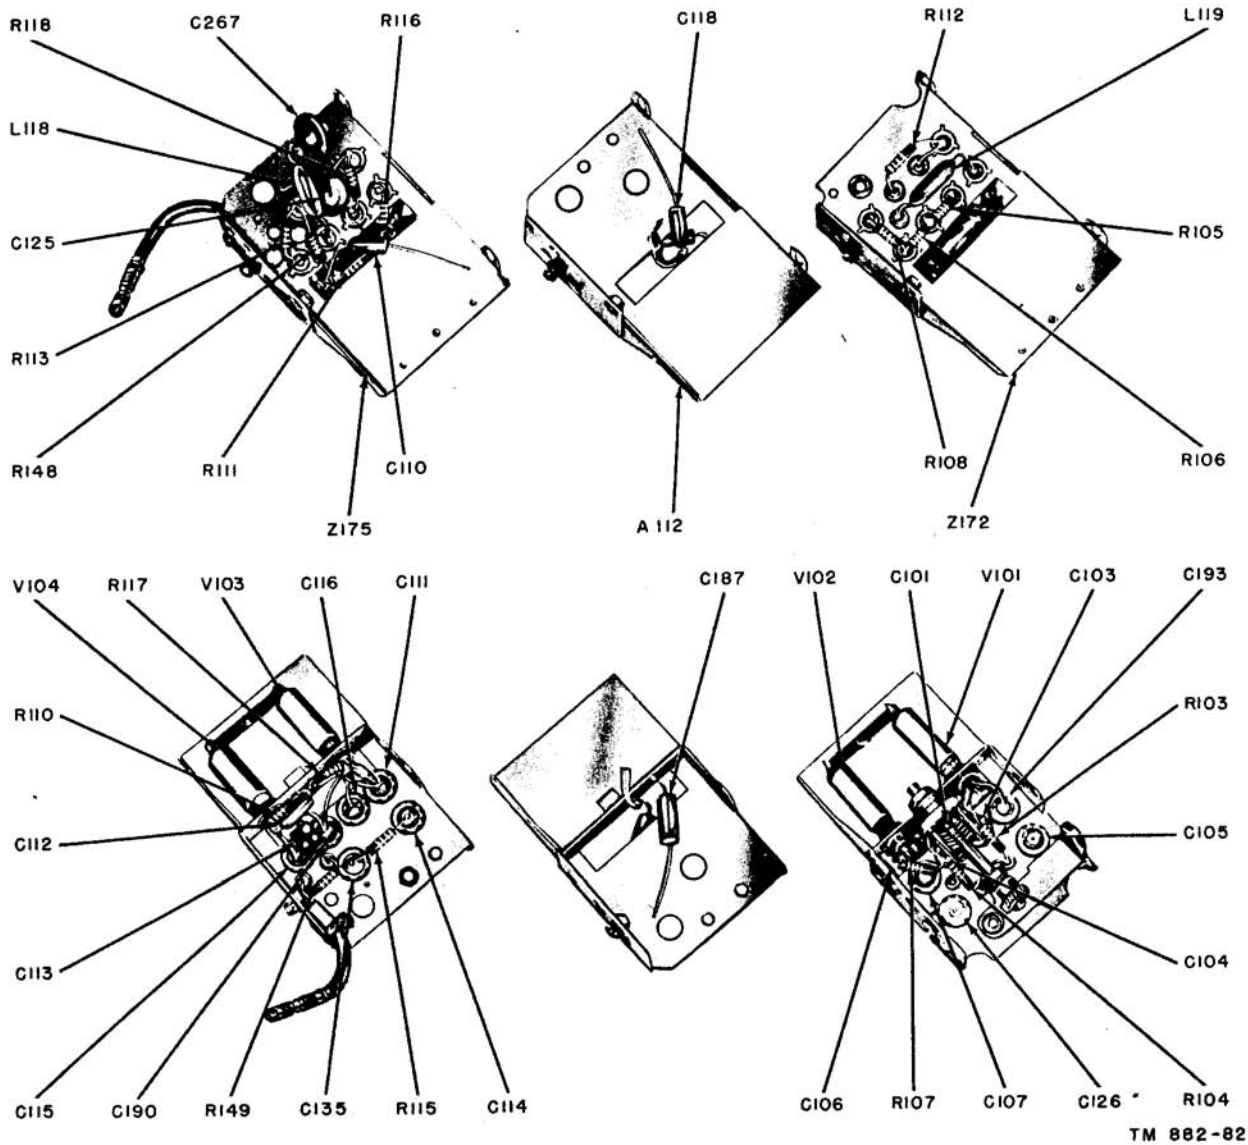 R118 C267 R116 C118 R112 L119
L118
C125 R105
R113
R148 R111 C110 R108 R106
Z175 A112 Z172
V104 R117 V103 C116 C111 C187 V102 C101 V101 C103 C193
R110 R103
C112 C105
C113 C104
C115 C190 R149 C135 R115 C114 C106 R107 C107 C126 R104
TM 882-82